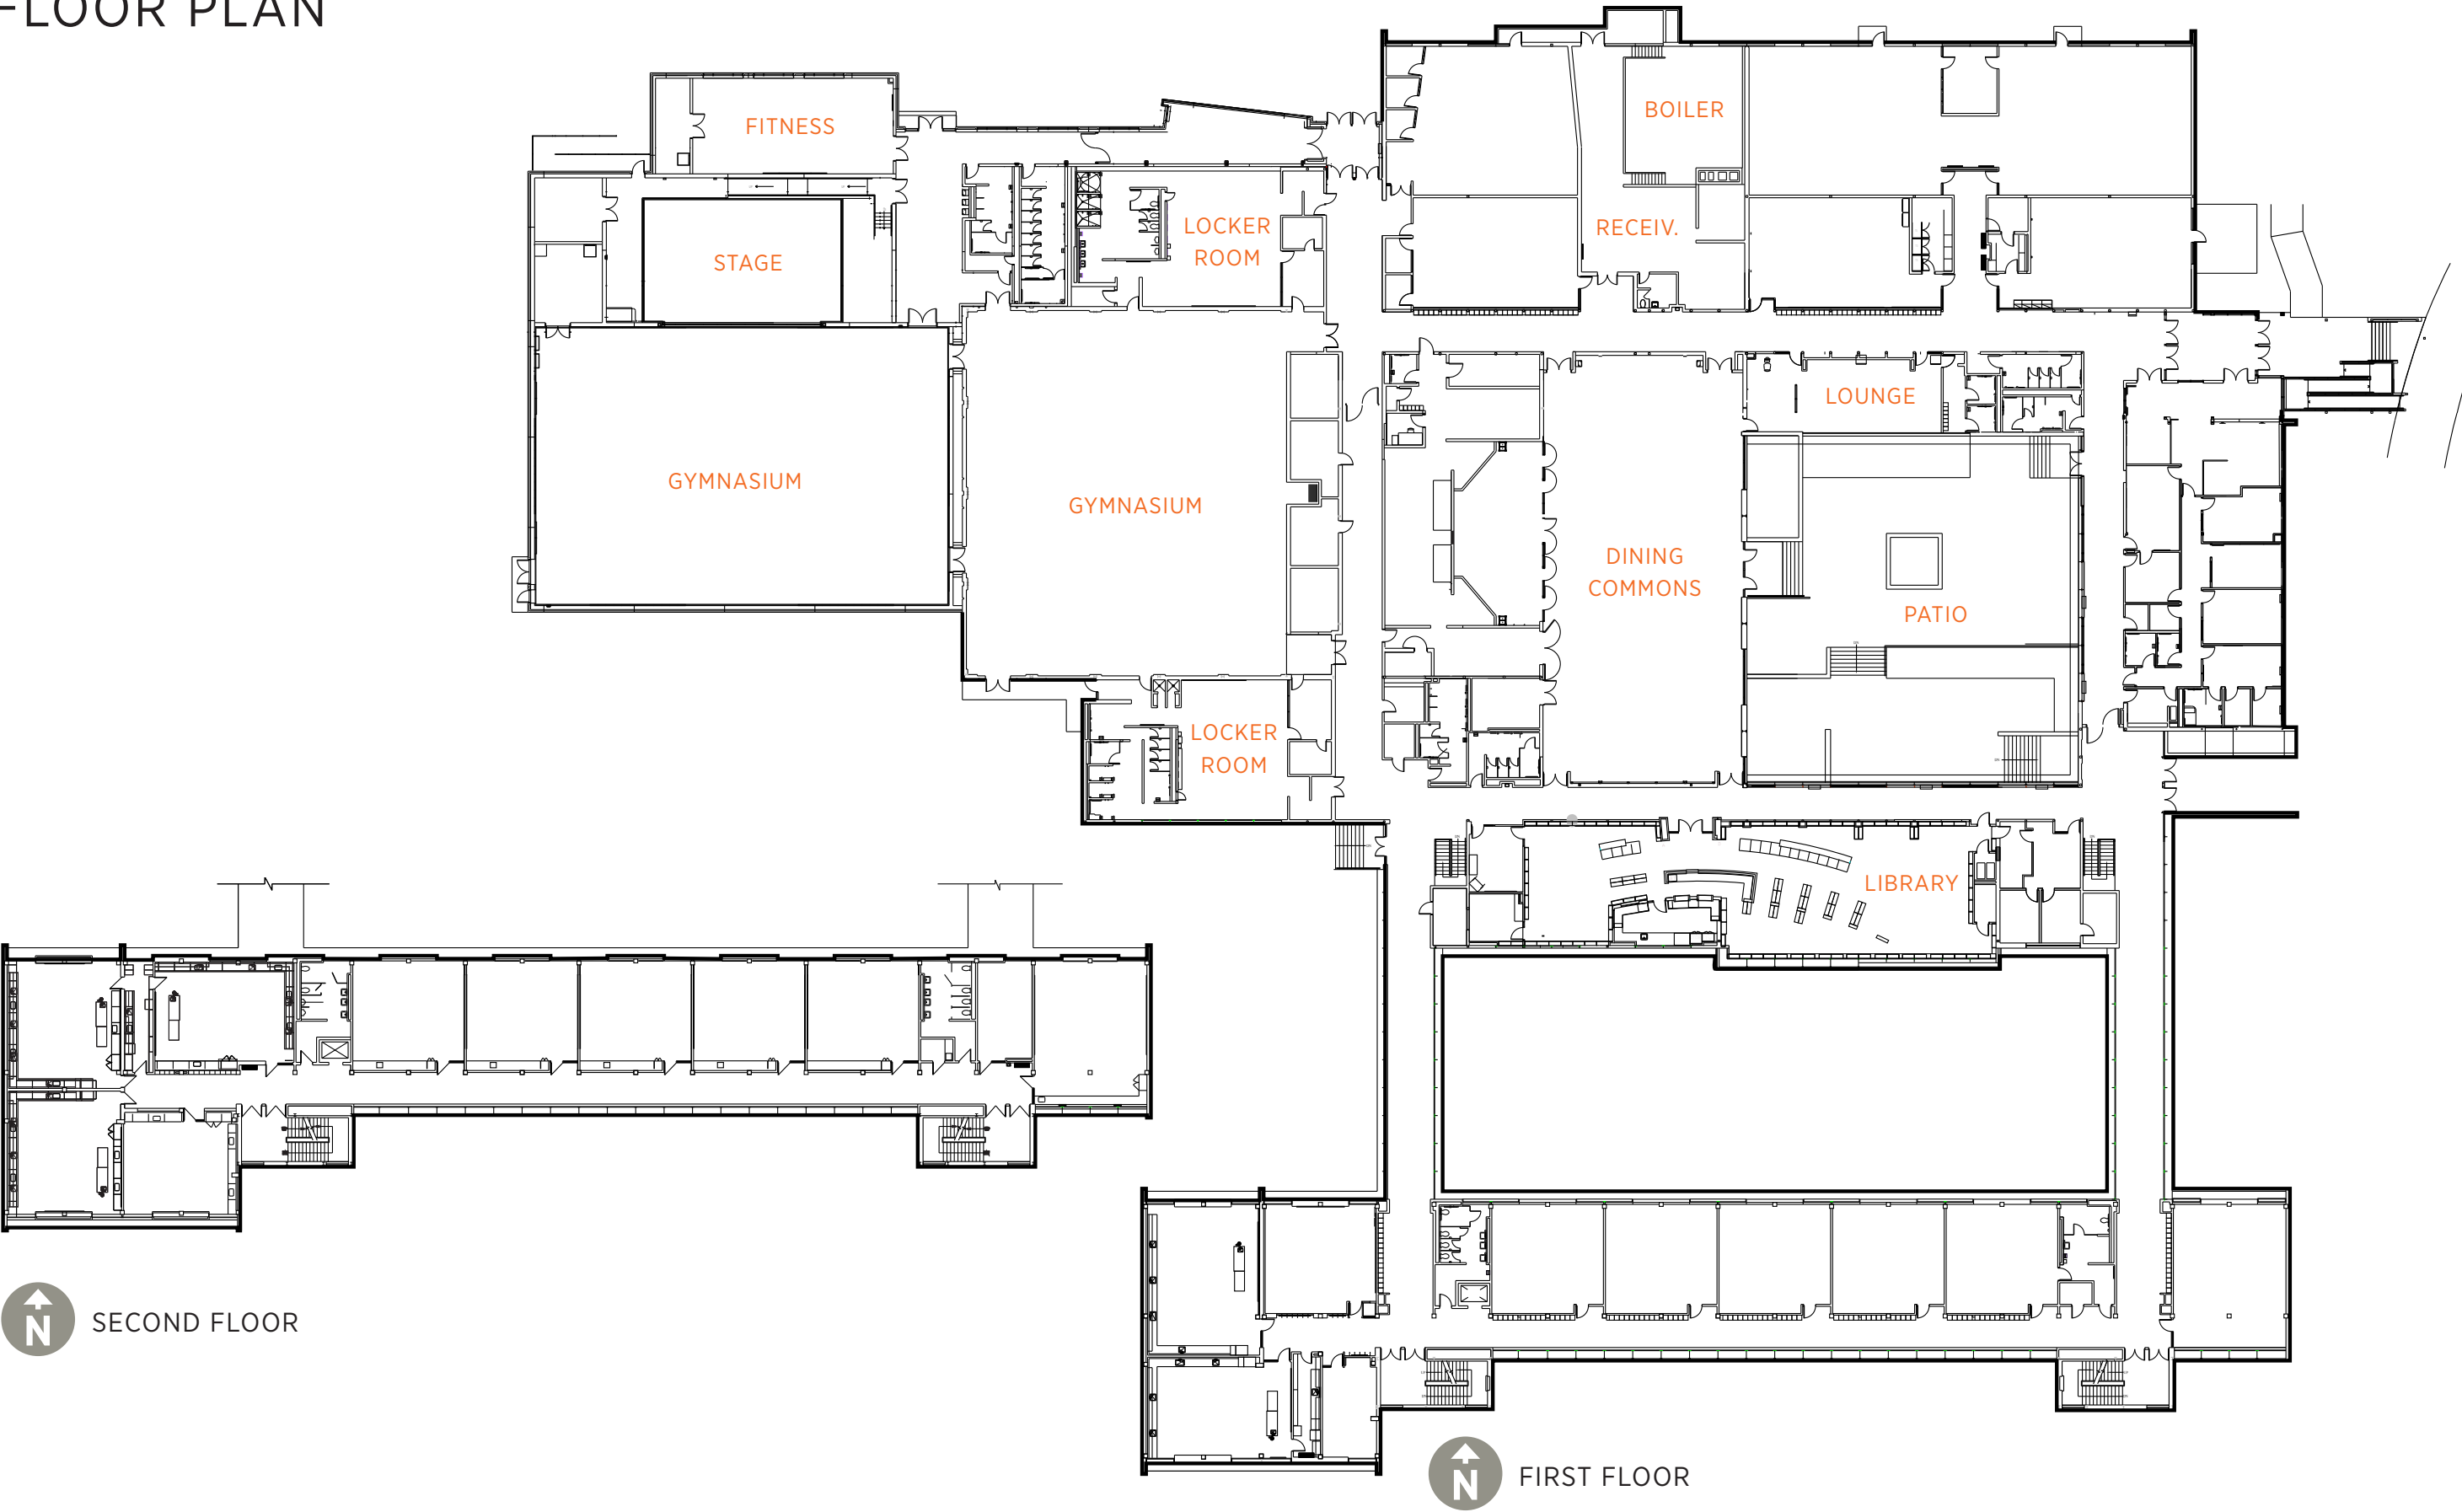 FLOOR PLAN
FITNESS
BOILER
LOCKER
ROOM
RECEIV.
STAGE
LOUNGE
GYMNASIUM
GYMNASIUM
DINING
COMMONS
PATIO
LOCKER
ROOM
LIBRARY
N
SECOND FLOOR
N
FIRST FLOOR